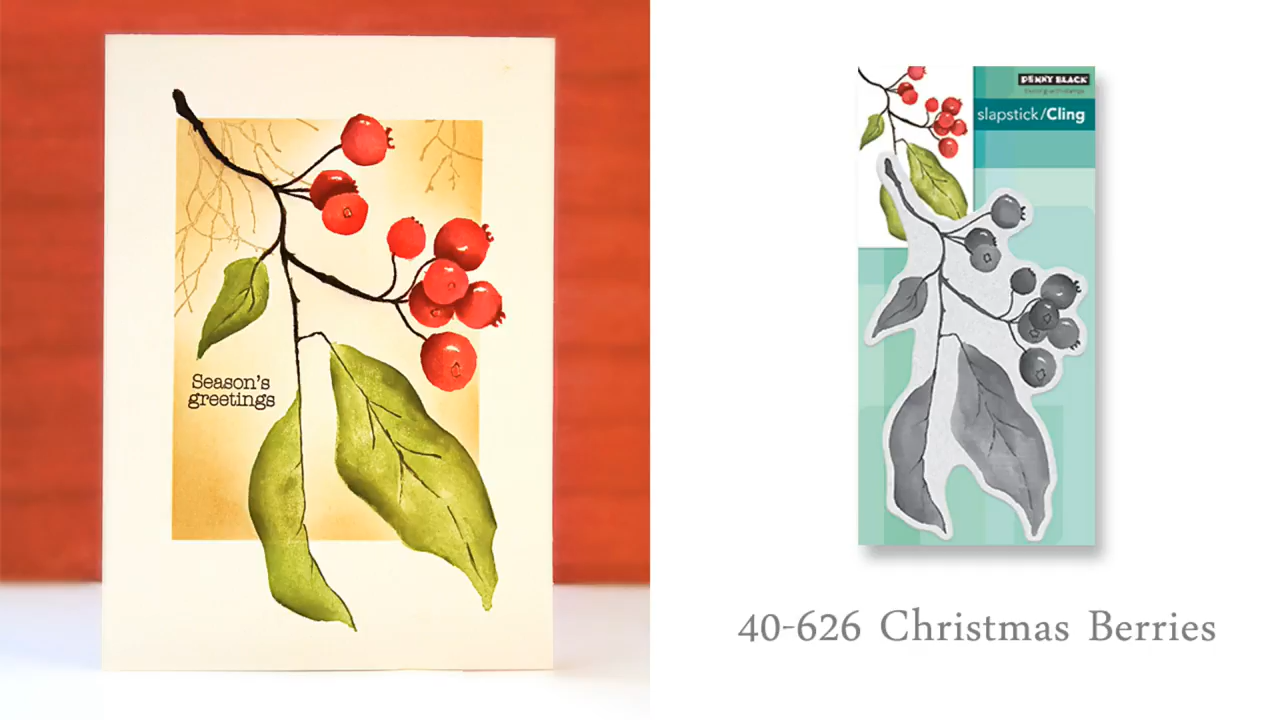 Season's
greetings
PENNY BLACK
slapstick/Cling
40-626 Christmas Berries